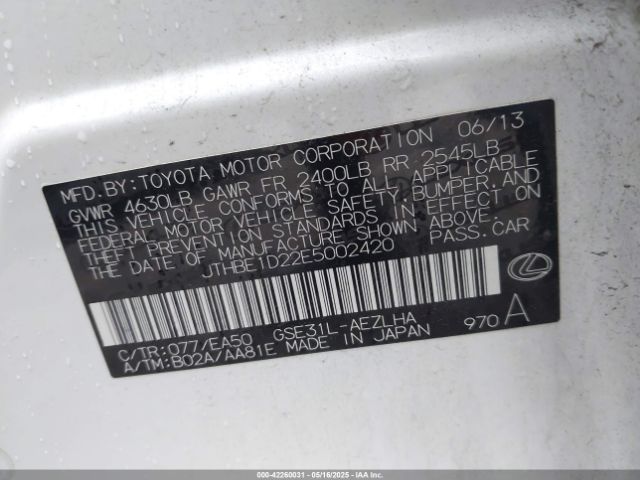 MFD. BY: TOYOTA MOTOR CORPORATION 06/13
GVWR 4630LB GAWR FR 2400LB RR 2545LB
THIS VEHICLE CONFORMS TO ALL APPLICABLE
FEDERAL MOTOR VEHICLE SAFETY, BUMPER, AND
THEFT PREVENTION STANDARDS IN EFFECT ON
THE DATE OF MANUFACTURE SHOWN ABOVE.
JTHBE1D22E5002420 PASS. CAR
C/TR:077/EA50 GSE31L-AEZLHA
A/TM:B02A/AA81E MADE IN JAPAN 970 A
000-42260031 - 05/16/2025 - IAAI.COM